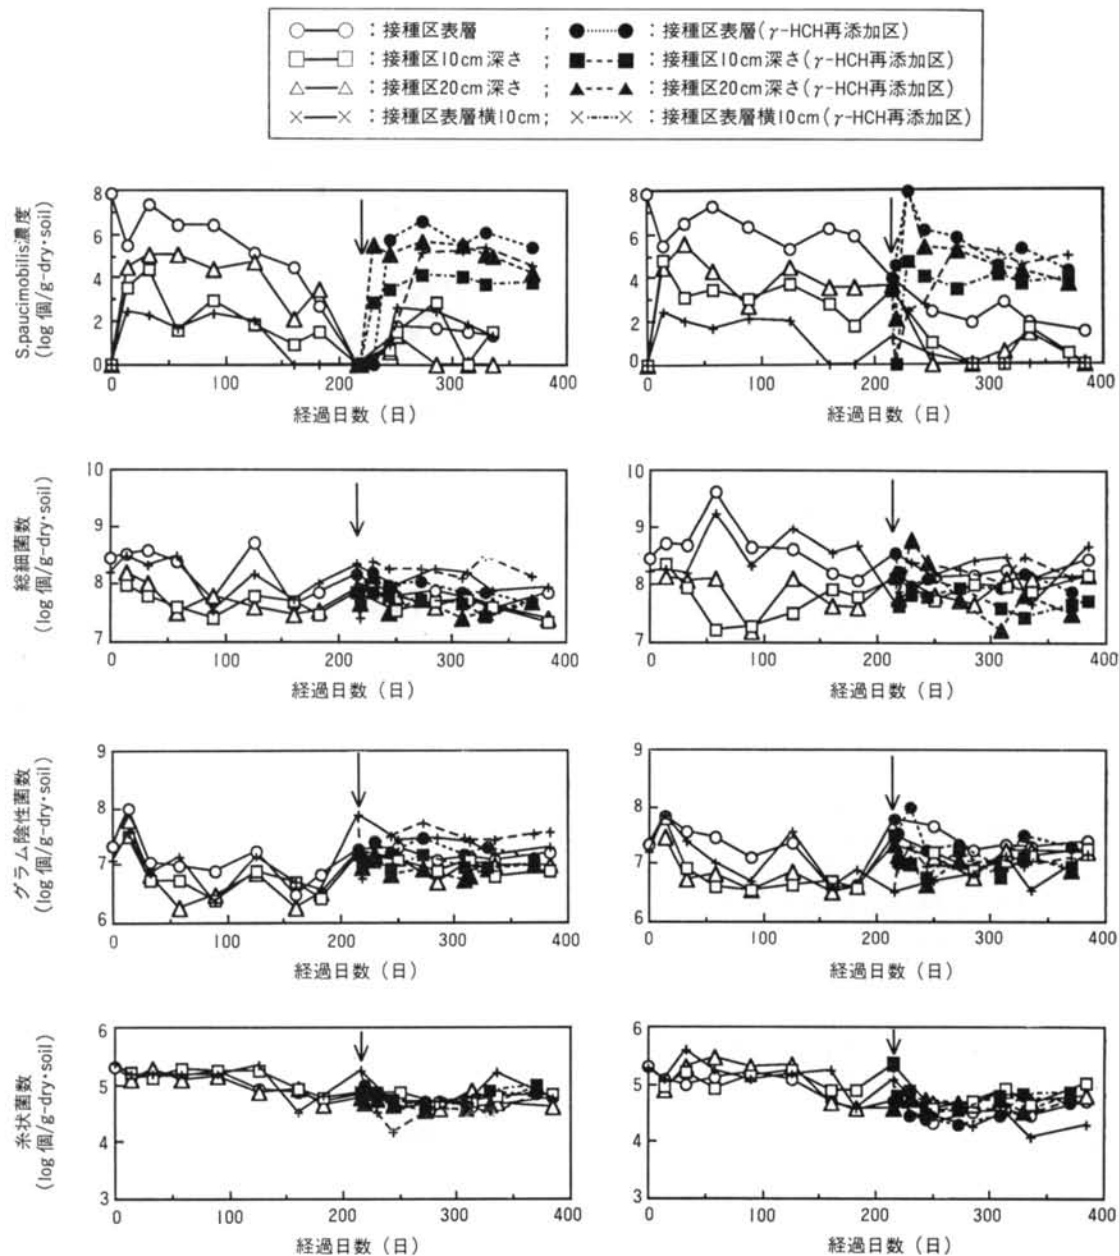 ○——○ ：接種区表層 ； ●……● ：接種区表層(γ-HCH再添加区)
□——□ ：接種区10cm深さ ； ■---■ ：接種区10cm深さ(γ-HCH再添加区)
△——△ ：接種区20cm深さ ； ▲---▲ ：接種区20cm深さ(γ-HCH再添加区)
×——× ：接種区表層横10cm； ×-·-·-× ：接種区表層横10cm(γ-HCH再添加区)
S.paucimobilis濃度
(log 個/g-dry・soil)
8
6
4
2
0
0 100 200 300 400
経過日数（日）
8
6
4
2
0
0 100 200 300 400
経過日数（日）
総細菌数
(log 個/g-dry・soil)
10
9
8
7
0 100 200 300 400
経過日数（日）
10
9
8
7
0 100 200 300 400
経過日数（日）
グラム陰性菌数
(log 個/g-dry・soil)
9
8
7
6
0 100 200 300 400
経過日数（日）
9
8
7
6
0 100 200 300 400
経過日数（日）
糸状菌数
(log 個/g-dry・soil)
6
5
4
3
0 100 200 300 400
経過日数（日）
6
5
4
3
0 100 200 300 400
経過日数（日）